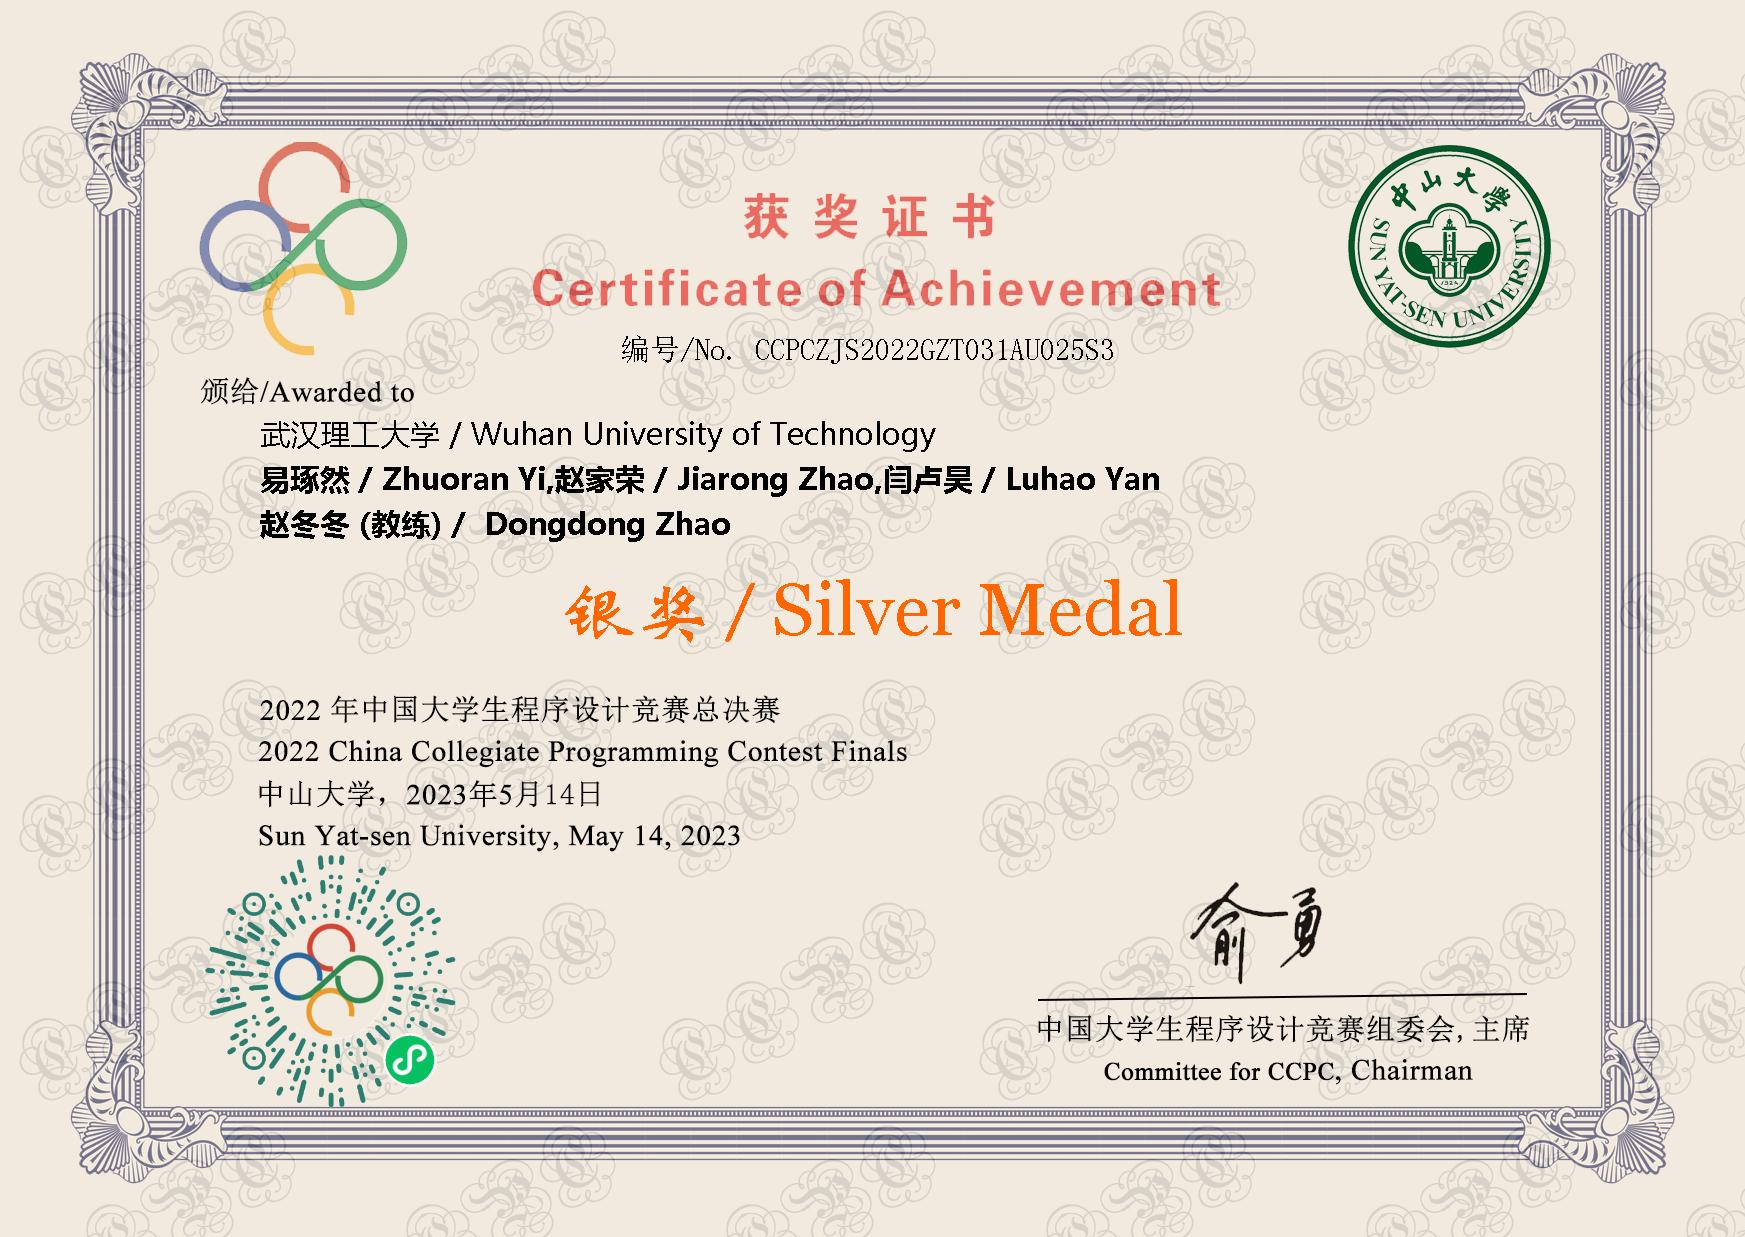 获奖证书
Certificate of Achievement
中山大学
SUN YAT-SEN UNIVERSITY
1924
编号/No. CCPCZJS2022GZT031AU025S3
颁给/Awarded to
武汉理工大学 / Wuhan University of Technology
易琢然 / Zhuoran Yi,赵家荣 / Jiarong Zhao,闫卢昊 / Luhao Yan
赵冬冬 (教练) / Dongdong Zhao
银奖 / Silver Medal
2022 年中国大学生程序设计竞赛总决赛
2022 China Collegiate Programming Contest Finals
中山大学，2023年5月14日
Sun Yat-sen University, May 14, 2023
俞勇
中国大学生程序设计竞赛组委会, 主席
Committee for CCPC, Chairman